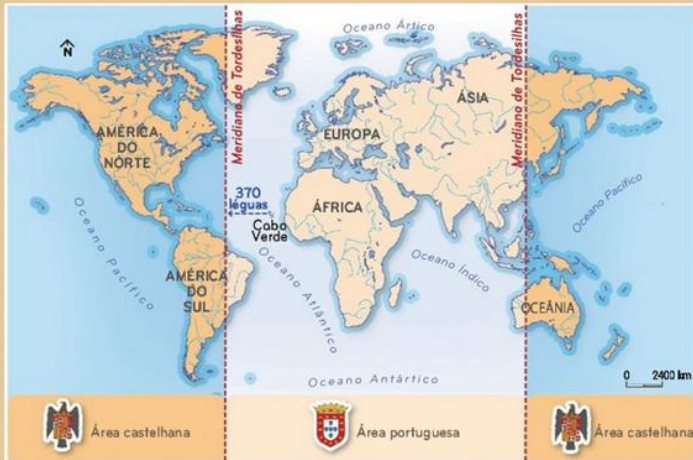 Oceano Ártico
N
Meridiano de Tordesilhas
Meridiano de Tordesilhas
ÁSIA
AMÉRICA
DO
NORTE
EUROPA
370
léguas
Cabo
Verde
ÁFRICA
Oceano Pacífico
Oceano Pacífico
Oceano Atlântico
Oceano Índico
AMÉRICA
DO
SUL
OCEÂNIA
0 2400 km
Oceano Antártico
Área castelhana
Área portuguesa
Área castelhana